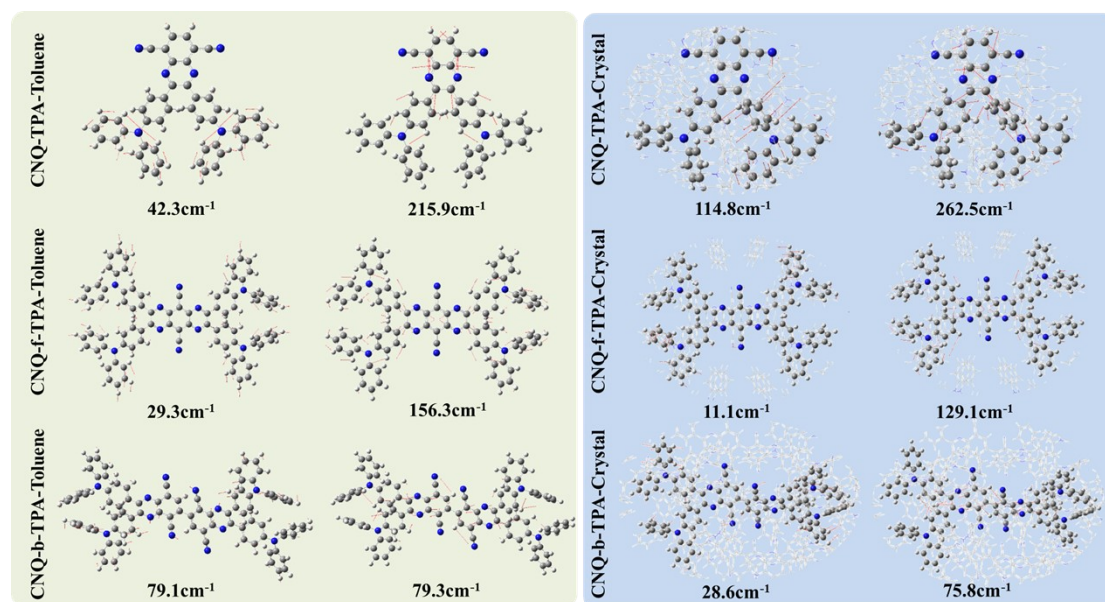 CNQ-TPA-Toluene
42.3cm⁻¹
215.9cm⁻¹
CNQ-f-TPA-Toluene
29.3cm⁻¹
156.3cm⁻¹
CNQ-b-TPA-Toluene
79.1cm⁻¹
79.3cm⁻¹
CNQ-TPA-Crystal
114.8cm⁻¹
262.5cm⁻¹
CNQ-f-TPA-Crystal
11.1cm⁻¹
129.1cm⁻¹
CNQ-b-TPA-Crystal
28.6cm⁻¹
75.8cm⁻¹